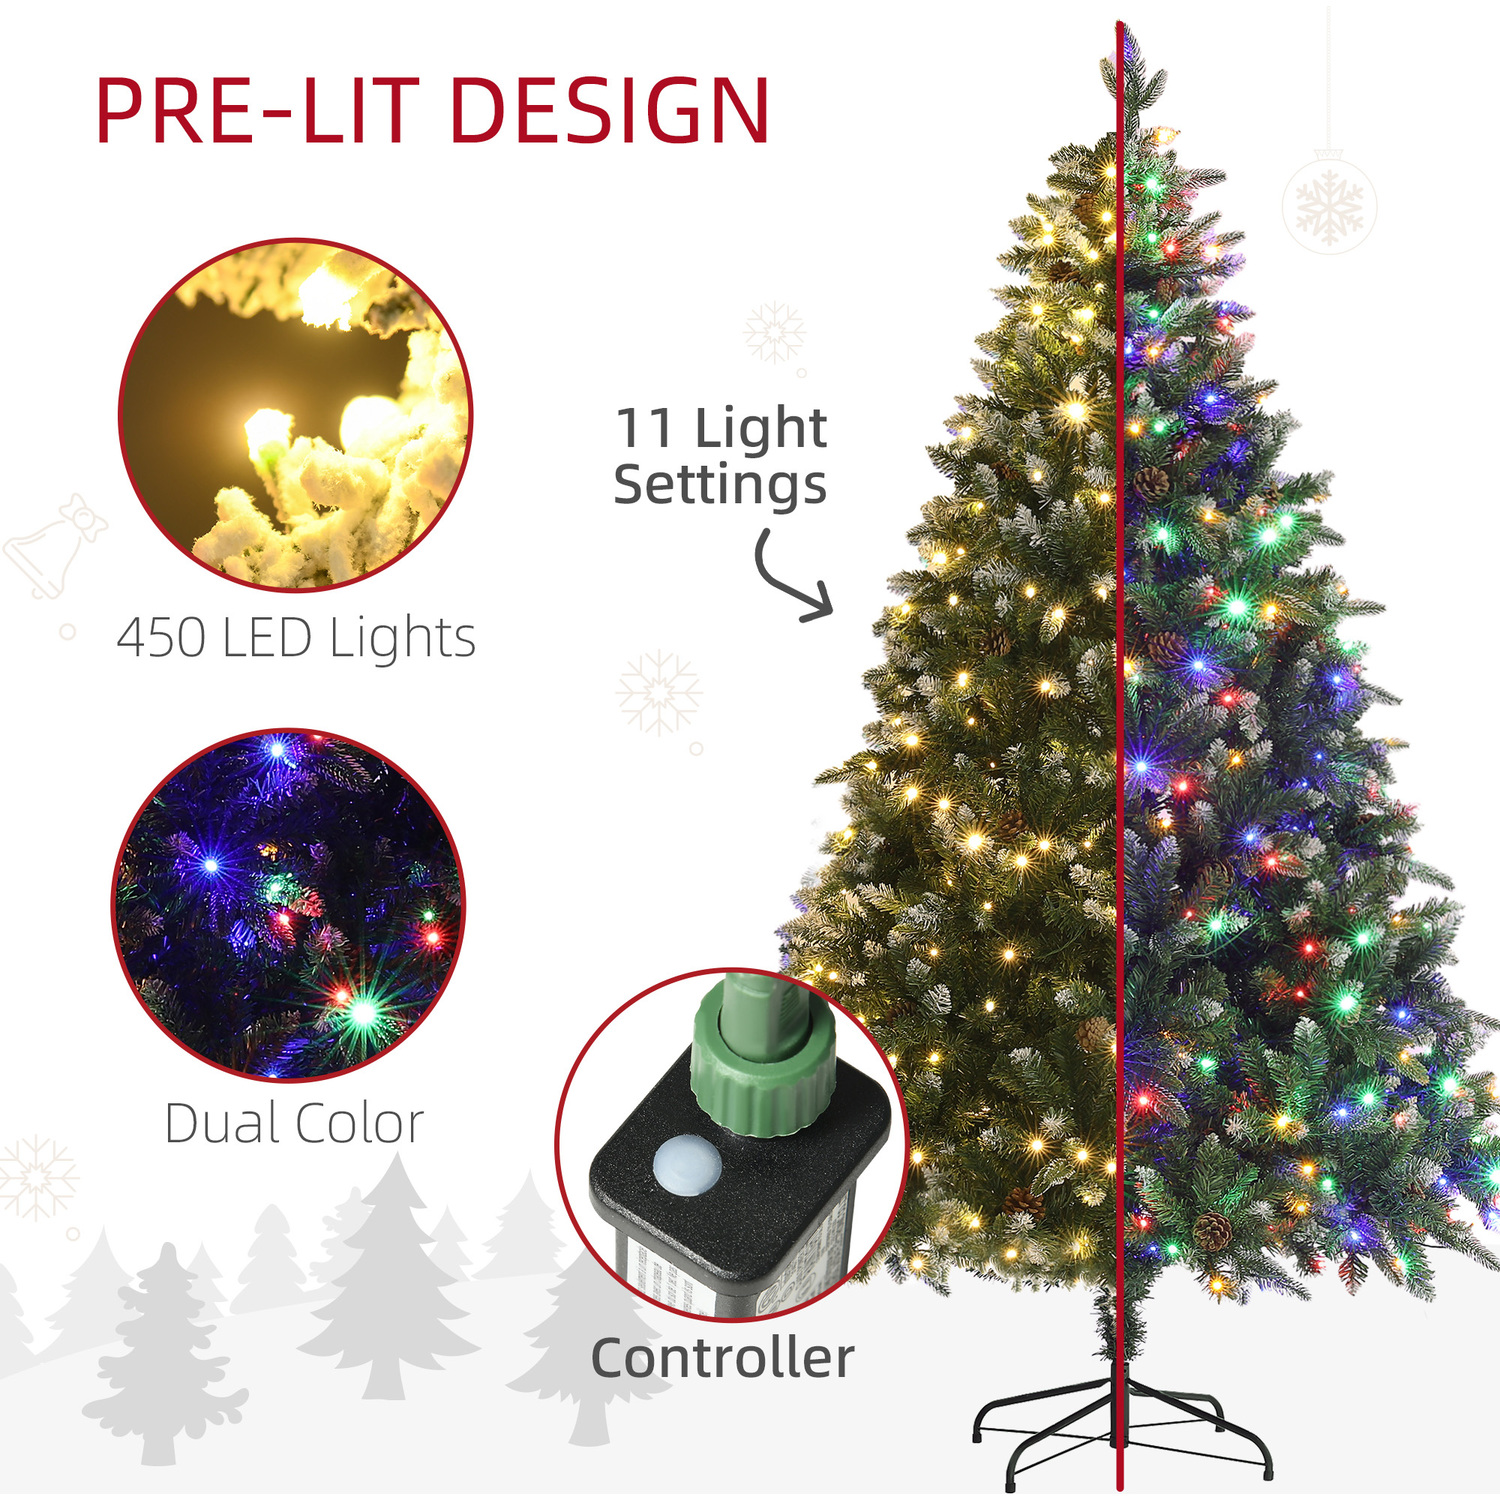 PRE-LIT DESIGN
450 LED Lights
11 Light
Settings
Dual Color
Controller